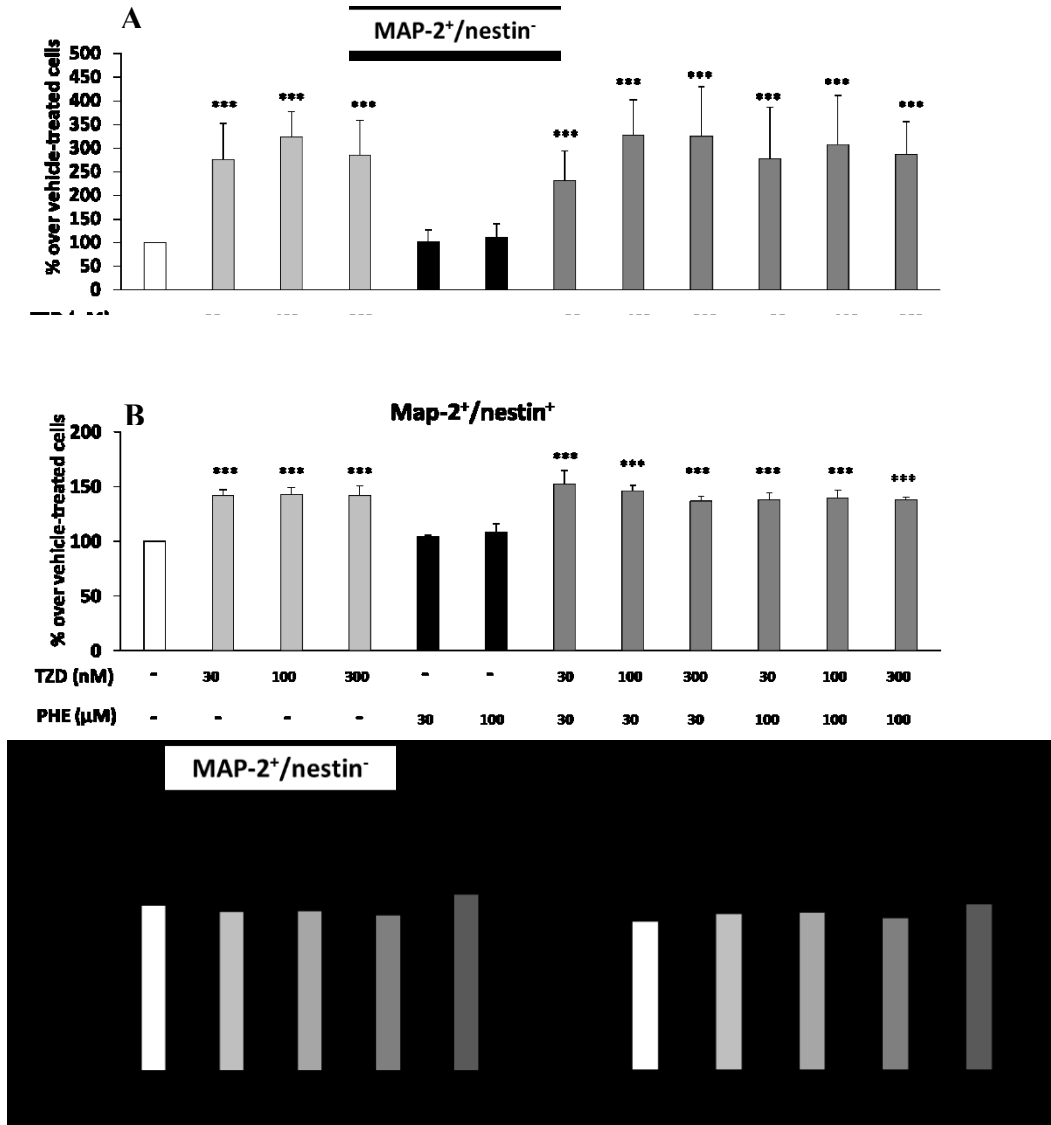 A
MAP-2⁺/nestin⁻
% over vehicle-treated cells
500
450
400
350
300
250
200
150
100
50
0
*** *** *** *** *** *** *** *** ***
B
Map-2⁺/nestin⁺
% over vehicle-treated cells
200
150
100
50
0
*** *** *** *** *** *** *** *** ***
TZD (nM) - 30 100 300 - - 30 100 300 30 100 300
PHE (µM) - - - - 30 100 30 30 30 100 100 100
MAP-2⁺/nestin⁻